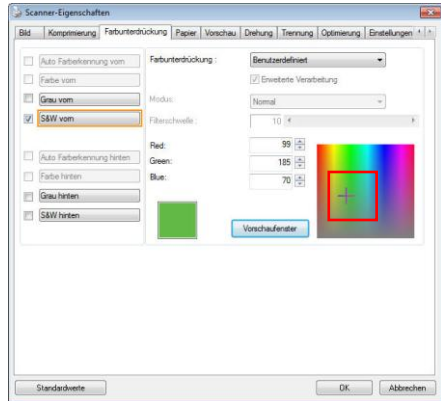 Scanner-Eigenschaften
Bild Komprimierung Farbunterdrückung Papier Vorschau Drehung Trennung Optimierung Einstellungen
Auto Farberkennung vorn
Farbe vorn
Grau vorn
S&W vorn
Auto Farberkennung hinten
Farbe hinten
Grau hinten
S&W hinten
Farbunterdrückung : Benutzerdefiniert
Erweiterte Verarbeitung
Modus: Normal
Filterschwelle : 10
Red: 99
Green: 185
Blue: 70
Vorschaufenster
Standardwerte OK Abbrechen